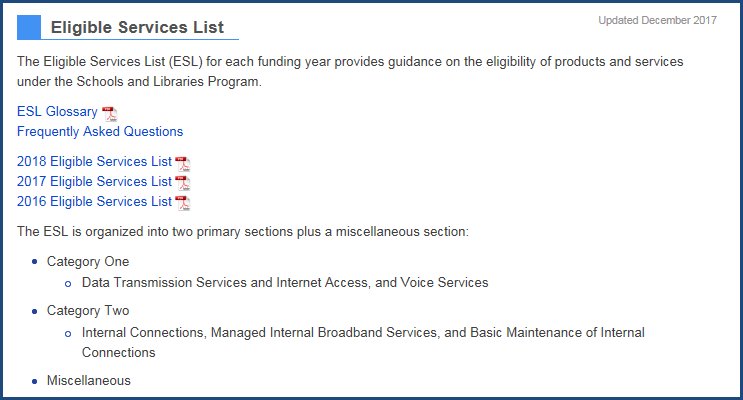 Eligible Services List
Updated December 2017
The Eligible Services List (ESL) for each funding year provides guidance on the eligibility of products and services
under the Schools and Libraries Program.
ESL Glossary
Frequently Asked Questions
2018 Eligible Services List
2017 Eligible Services List
2016 Eligible Services List
The ESL is organized into two primary sections plus a miscellaneous section:
Category One
Data Transmission Services and Internet Access, and Voice Services
Category Two
Internal Connections, Managed Internal Broadband Services, and Basic Maintenance of Internal
Connections
Miscellaneous